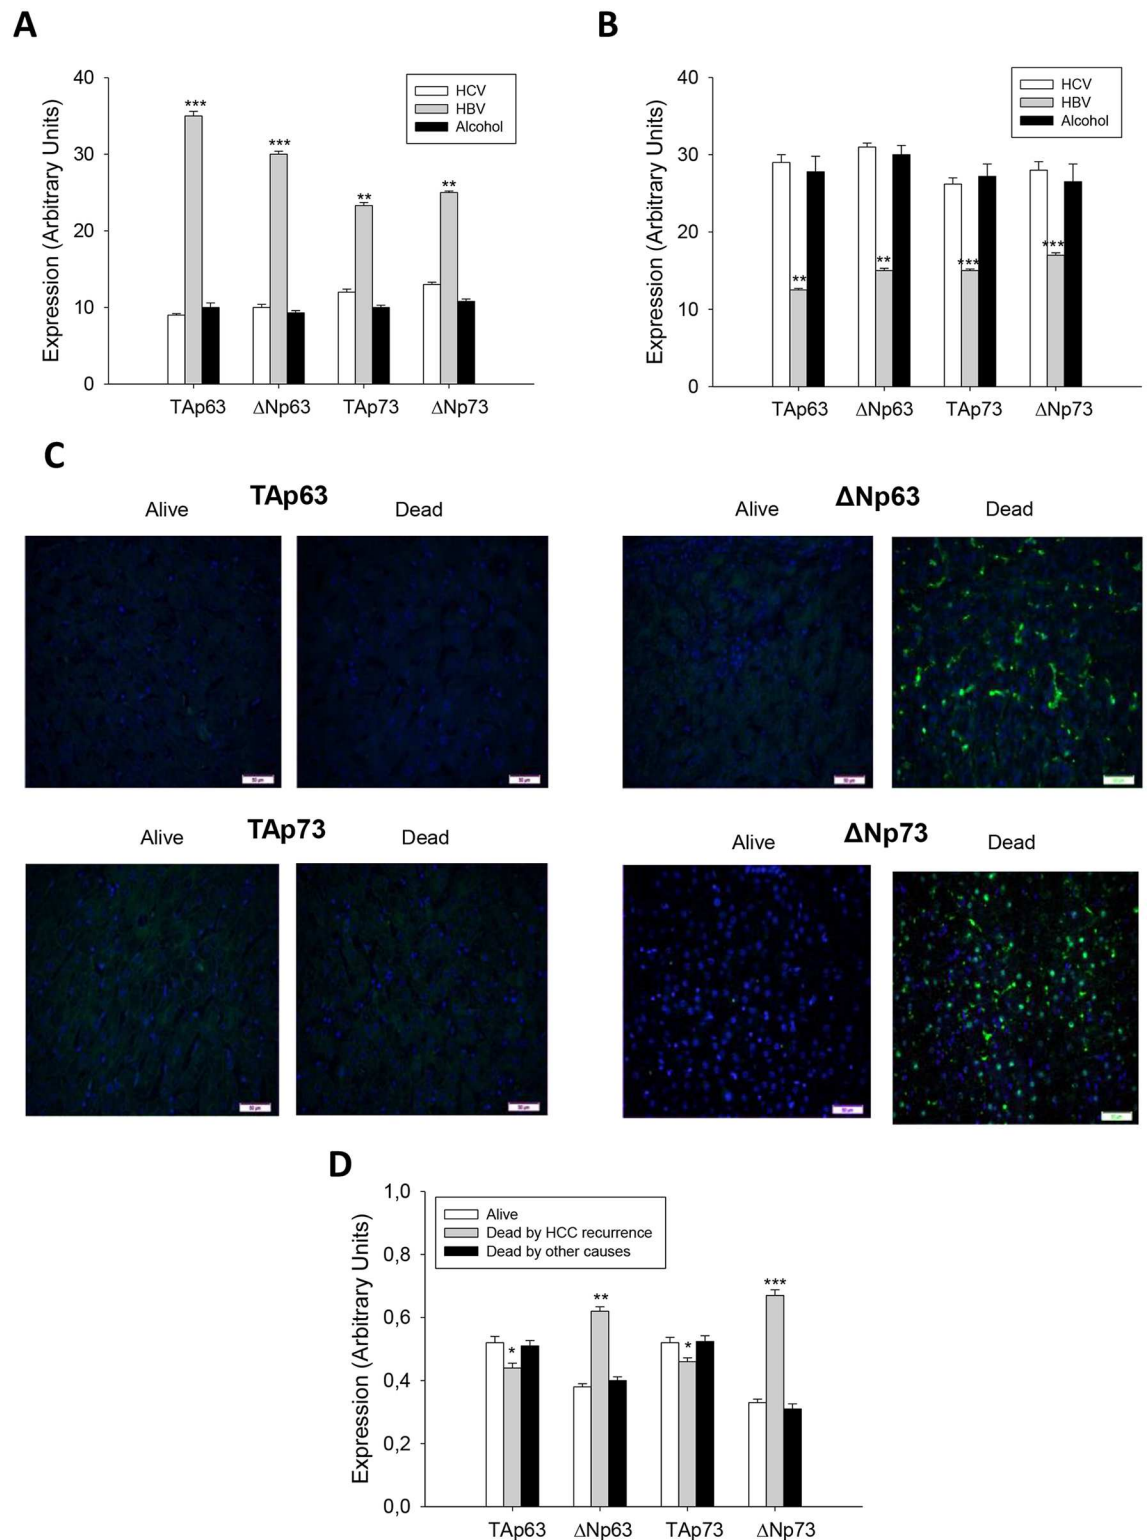 A
B
Expression (Arbitrary Units)
40
30
20
10
0
HCV
HBV
Alcohol
***
***
**
**
TAp63 ΔNp63 TAp73 ΔNp73
Expression (Arbitrary Units)
40
30
20
10
0
HCV
HBV
Alcohol
**
**
***
***
TAp63 ΔNp63 TAp73 ΔNp73
C
TAp63
Alive Dead
ΔNp63
Alive Dead
TAp73
Alive Dead
ΔNp73
Alive Dead
D
Expression (Arbitrary Units)
1,0
0,8
0,6
0,4
0,2
0,0
Alive
Dead by HCC recurrence
Dead by other causes
*
**
*
***
TAp63 ΔNp63 TAp73 ΔNp73